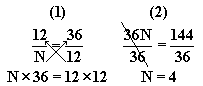 (1) (2)
12/N = 36/12 36N/36 = 144/36
N × 36 = 12 × 12 N = 4